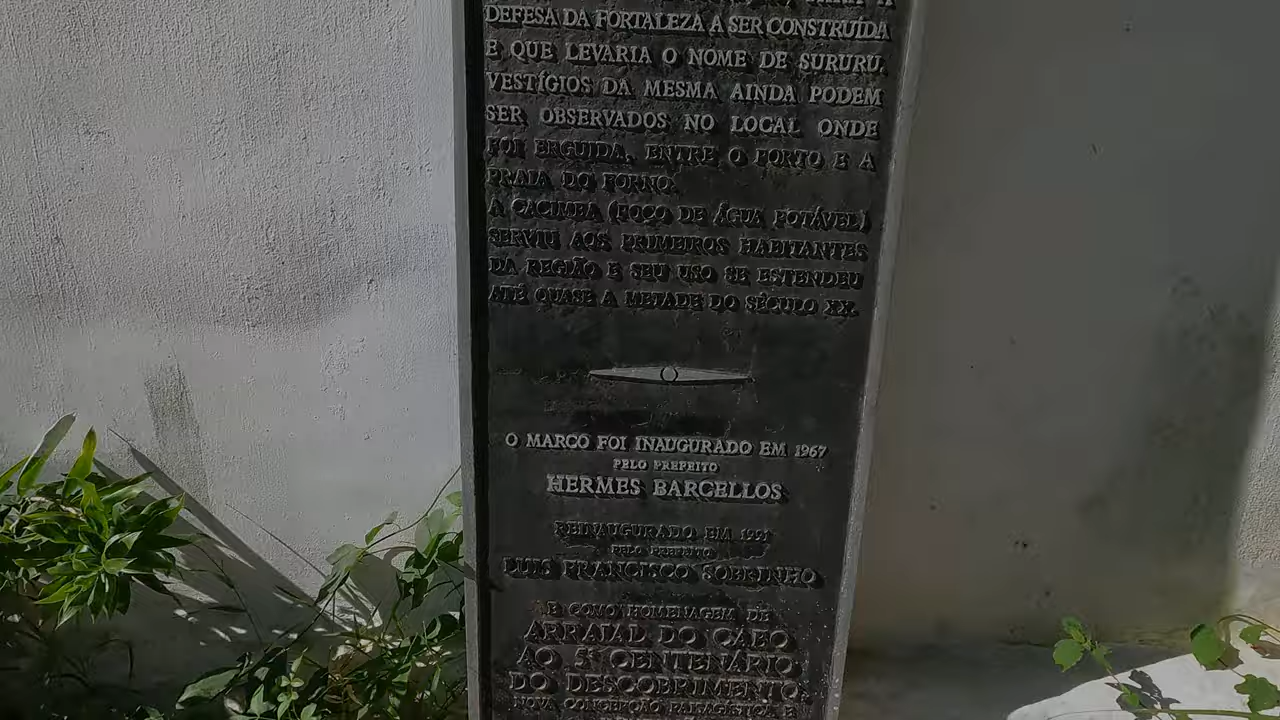 DEFESA DA FORTALEZA A SER CONSTRUÍDA
E QUE LEVARIA O NOME DE SURURU.
VESTÍGIOS DA MESMA AINDA PODEM
SER OBSERVADOS NO LOCAL ONDE
FOI ERGUIDA, ENTRE O PORTO E A
PRAIA DO FORNO.
A CACIMBA (POÇO DE ÁGUA POTÁVEL)
SERVIU AOS PRIMEIROS HABITANTES
DA REGIÃO E SEU USO SE ESTENDEU
ATÉ QUASE A METADE DO SÉCULO XX.
O MARCO FOI INAUGURADO EM 1967
PELO PREFEITO
HERMES BARCELLOS
REINAUGURADO EM
PELO PREFEITO
LUIS FRANCISCO SOBRINHO
E COMO HOMENAGEM DE
ARRAIAL DO CABO
AO 5º CENTENÁRIO
DO DESCOBRIMENTO,
NOVA CONCEPÇÃO PAISAGÍSTICA E